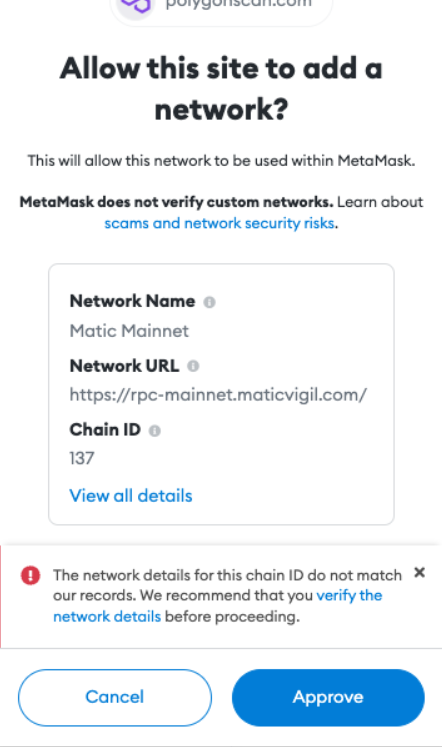 polygonscan.com
Allow this site to add a
network?
This will allow this network to be used within MetaMask.
MetaMask does not verify custom networks. Learn about
scams and network security risks.
Network Name
Matic Mainnet
Network URL
https://rpc-mainnet.maticvigil.com/
Chain ID
137
View all details
The network details for this chain ID do not match
our records. We recommend that you verify the
network details before proceeding.
Cancel
Approve